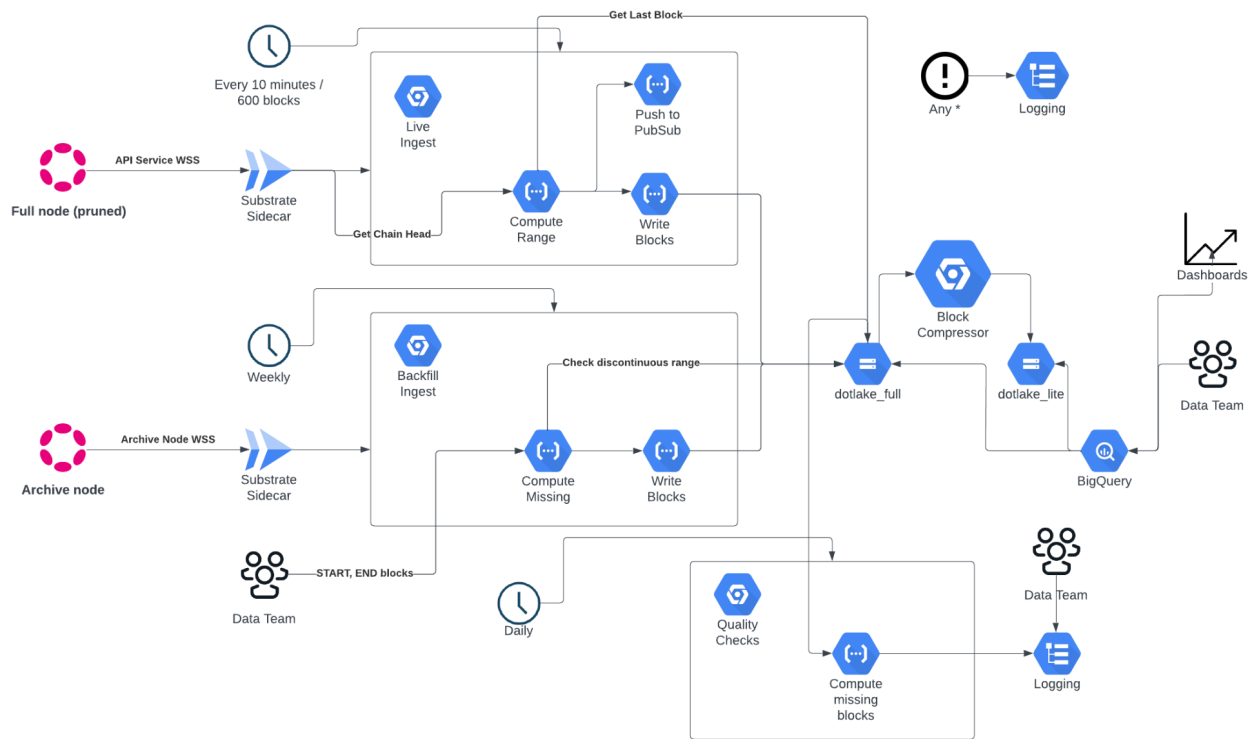 Get Last Block
Every 10 minutes /
600 blocks
Live
Ingest
Push to
PubSub
Any *
Logging
API Service WSS
Full node (pruned)
Substrate
Sidecar
Get Chain Head
Compute
Range
Write
Blocks
Dashboards
Block
Compressor
Weekly
Backfill
Ingest
Check discontinuous range
dotlake_full
dotlake_lite
Data Team
Archive Node WSS
Archive node
Substrate
Sidecar
Compute
Missing
Write
Blocks
BigQuery
START, END blocks
Data Team
Daily
Quality
Checks
Data Team
Compute
missing
blocks
Logging